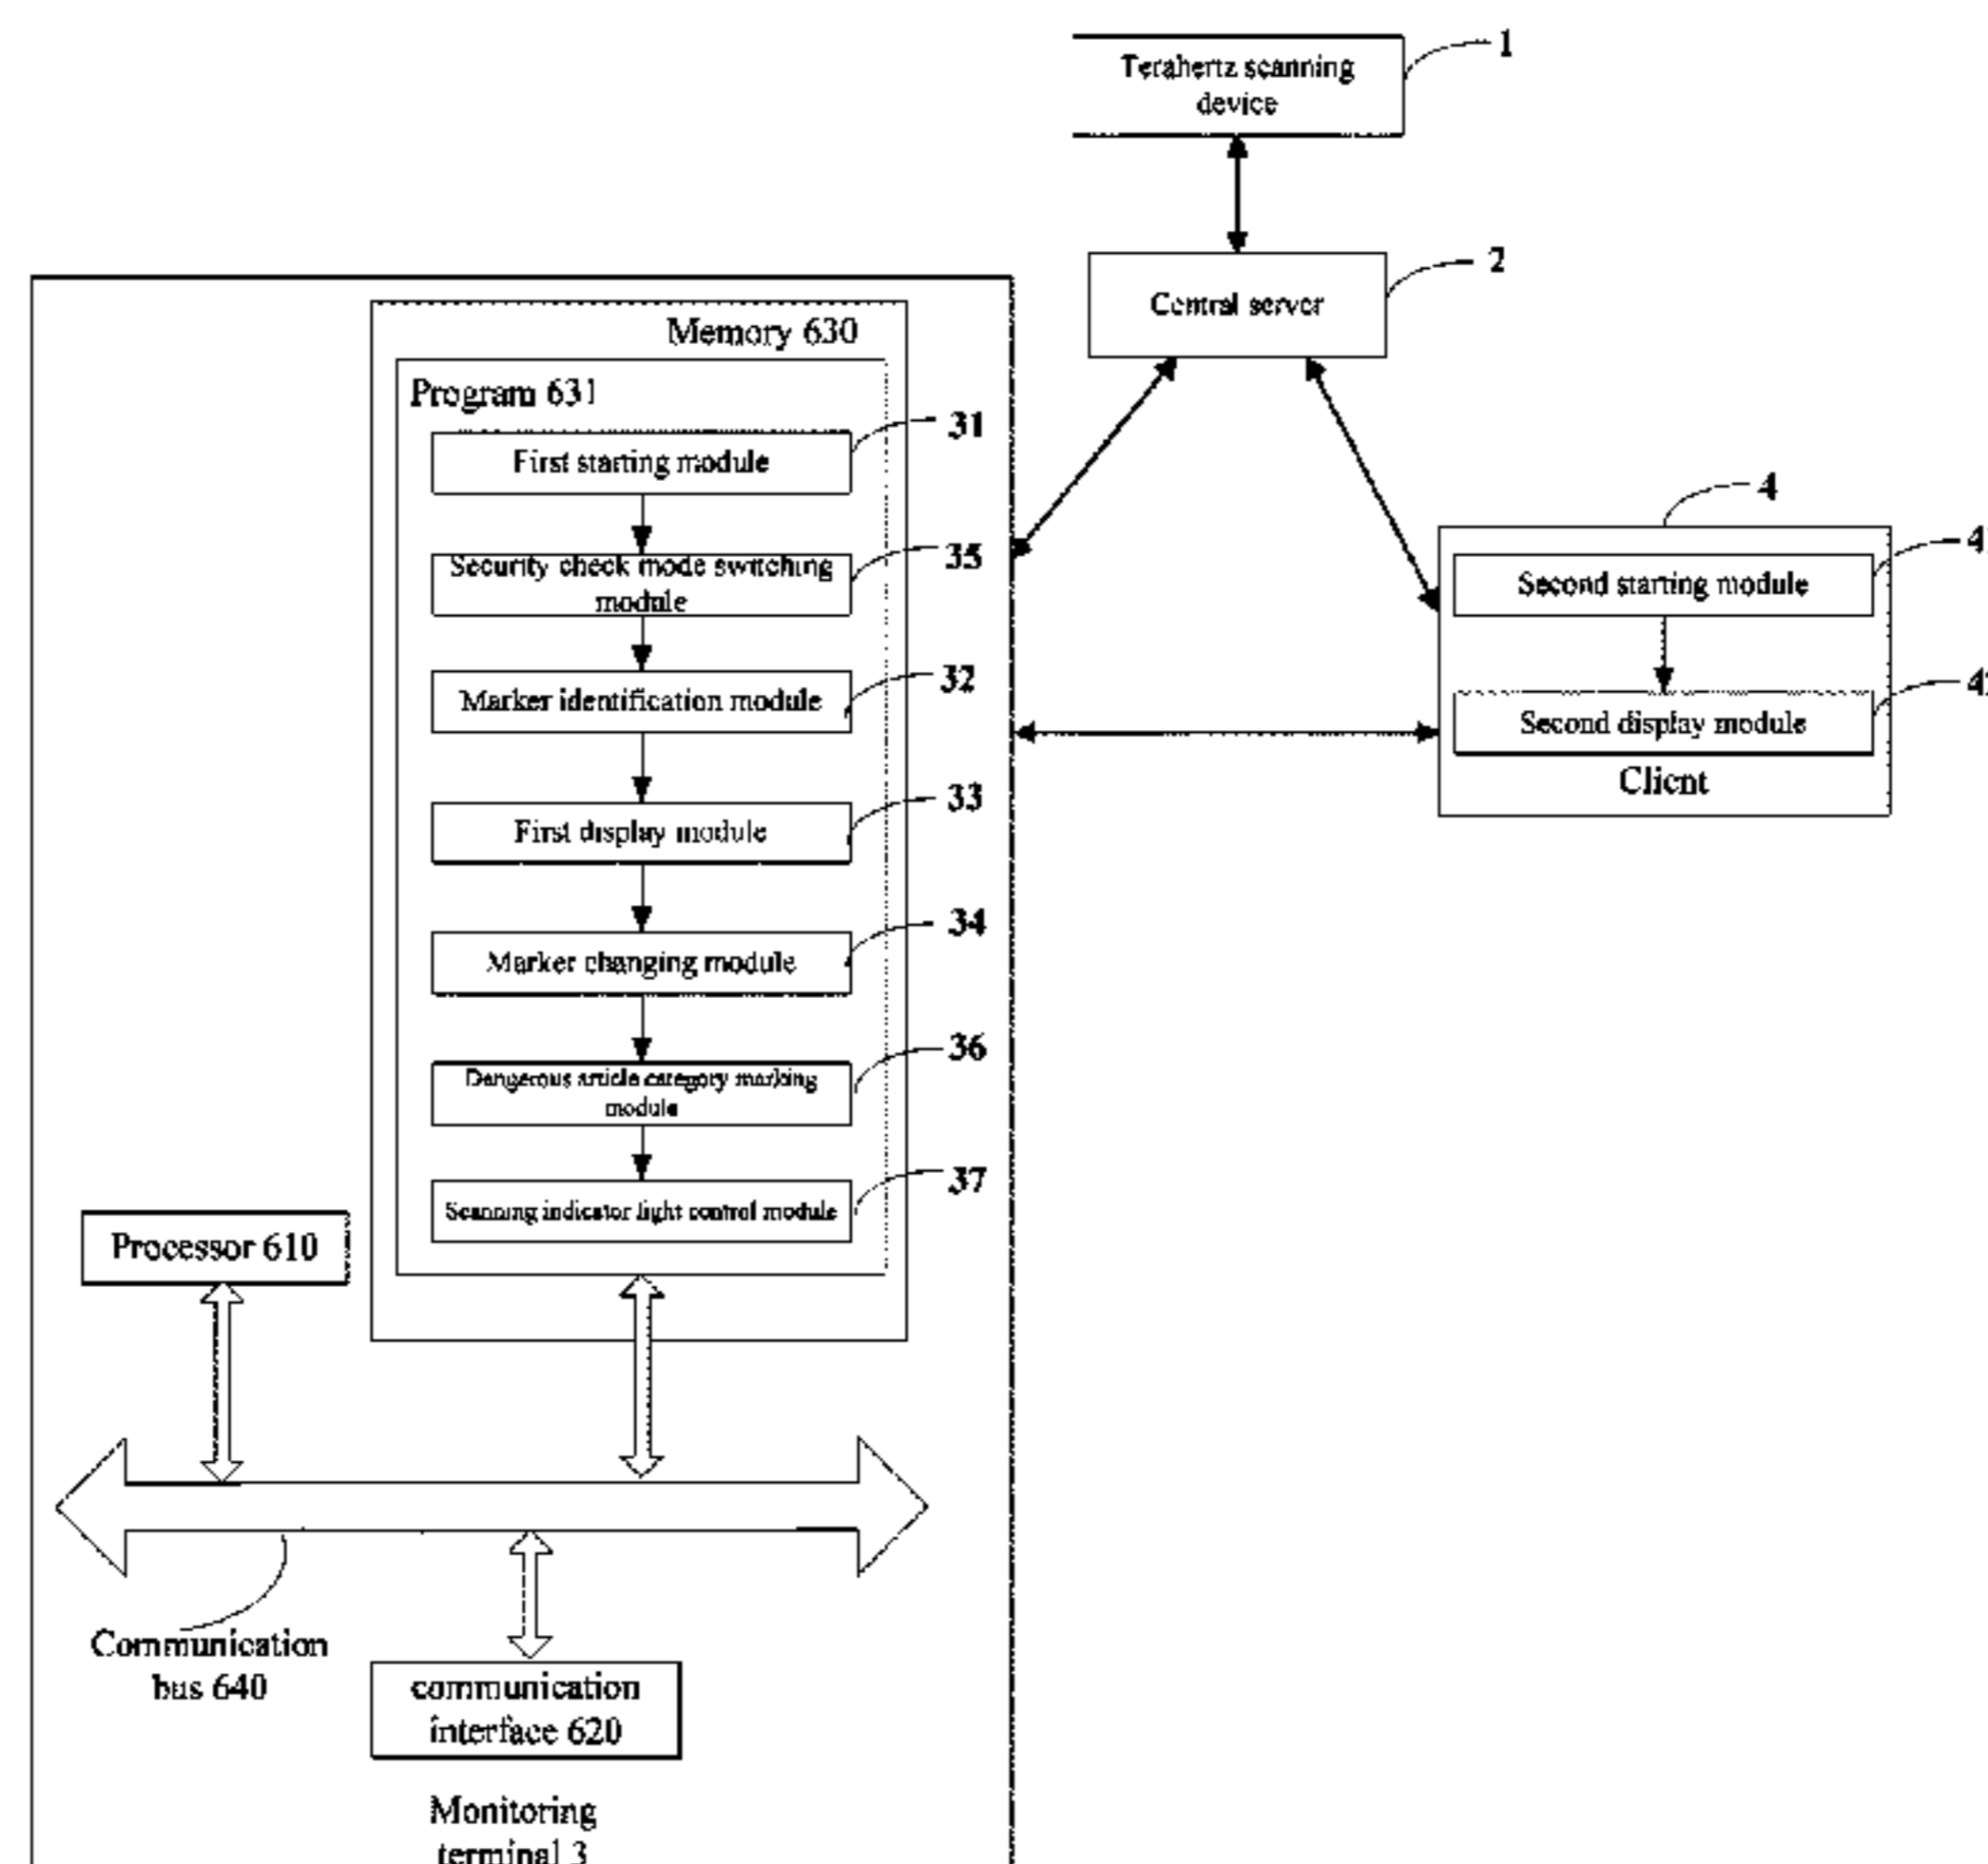 Terahertz scanning
device
1
Central server
2
Memory 630
Program 631
First starting module
31
Security check mode switching
module
35
Marker identification module
32
First display module
33
Marker changing module
34
Dangerous article category marking
module
36
Scanning indicator light control module
37
Processor 610
Communication
bus 640
communication
interface 620
Monitoring
terminal 3
4
Second starting module
4
Second display module
Client